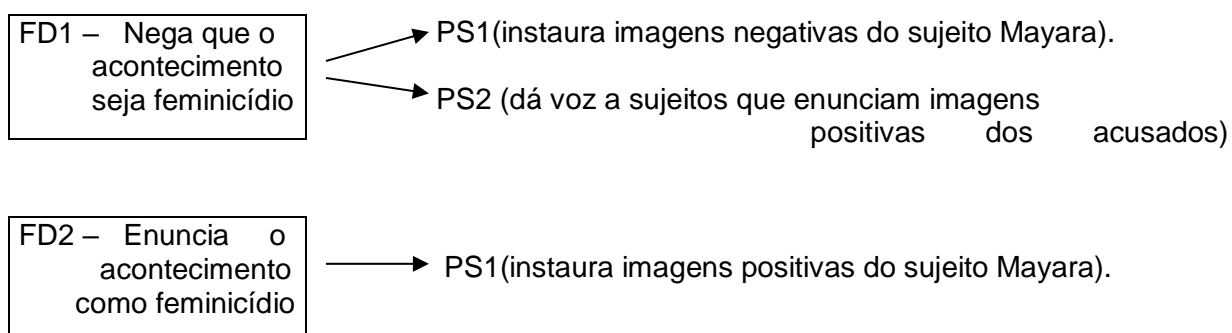 FD1 – Nega que o
acontecimento
seja feminicídio
PS1(instaura imagens negativas do sujeito Mayara).
PS2 (dá voz a sujeitos que enunciam imagens
positivas dos acusados)
FD2 – Enuncia o
acontecimento
como feminicídio
PS1(instaura imagens positivas do sujeito Mayara).